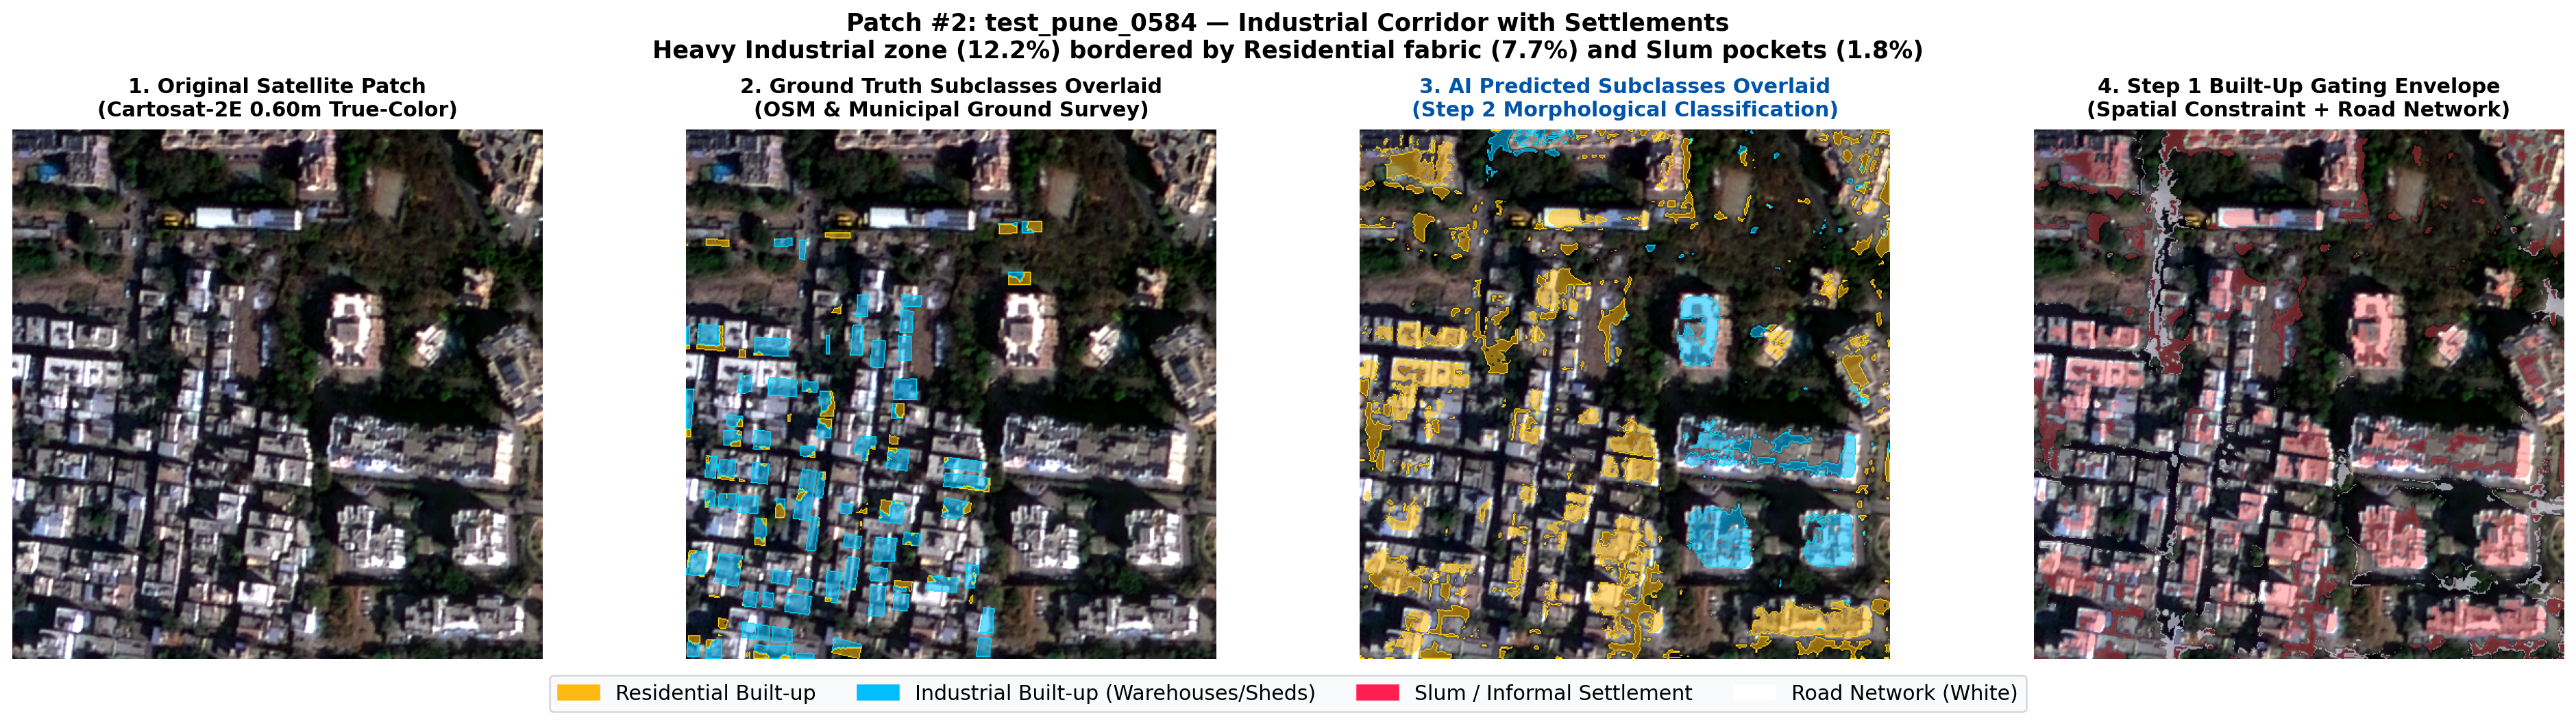 Patch #2: test_pune_0584 — Industrial Corridor with Settlements
Heavy Industrial zone (12.2%) bordered by Residential fabric (7.7%) and Slum pockets (1.8%)
1. Original Satellite Patch
(Cartosat-2E 0.60m True-Color)
2. Ground Truth Subclasses Overlaid
(OSM & Municipal Ground Survey)
3. AI Predicted Subclasses Overlaid
(Step 2 Morphological Classification)
4. Step 1 Built-Up Gating Envelope
(Spatial Constraint + Road Network)
Residential Built-up
Industrial Built-up (Warehouses/Sheds)
Slum / Informal Settlement
Road Network (White)